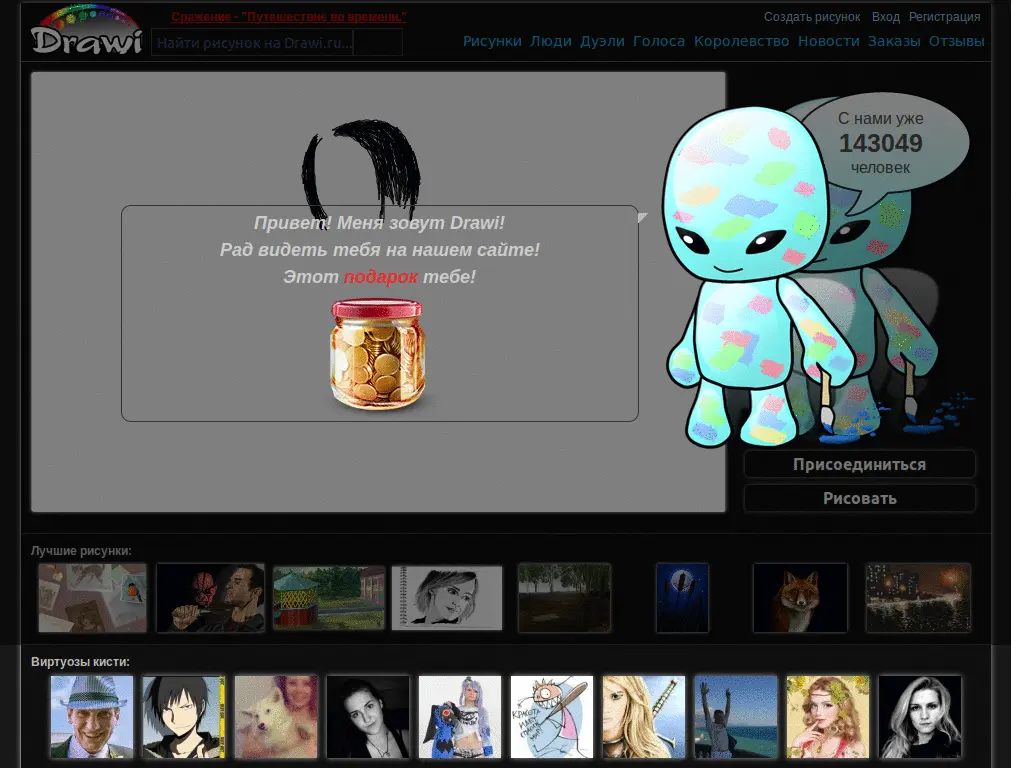 Drawi
Сражение - "Путешествие во времени."
Создать рисунок Вход Регистрация
Найти рисунок на Drawi.ru...
Рисунки Люди Дуэли Голоса Королевство Новости Заказы Отзывы
С нами уже
143049
человек
Привет! Меня зовут Drawi!
Рад видеть тебя на нашем сайте!
Этот подарок тебе!
Присоединиться
Рисовать
Лучшие рисунки:
Виртуозы кисти: